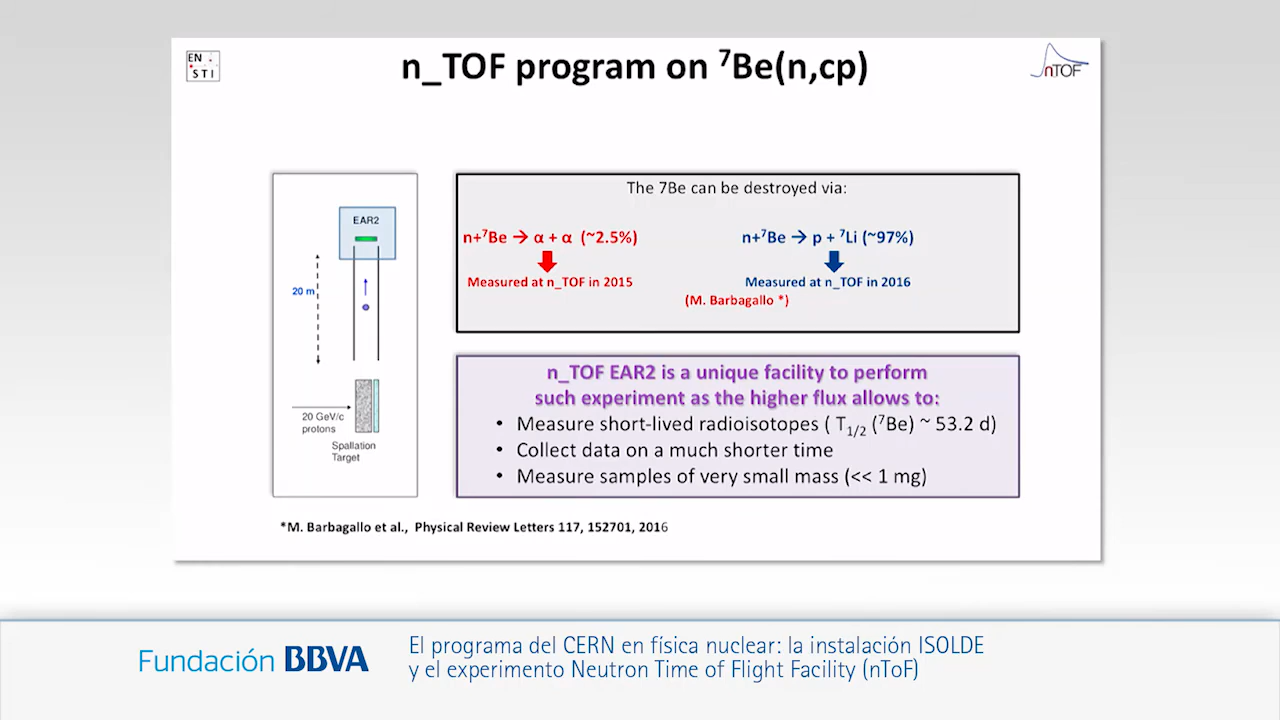 EN
STI
n_TOF program on ⁷Be(n,cp)
nTOF
EAR2
20 m
20 GeV/c
protons
Spallation
Target
The 7Be can be destroyed via:
n+⁷Be → α + α (~2.5%)
n+⁷Be → p + ⁷Li (~97%)
Measured at n_TOF in 2015
Measured at n_TOF in 2016
(M. Barbagallo *)
n_TOF EAR2 is a unique facility to perform
such experiment as the higher flux allows to:
• Measure short-lived radioisotopes ( T1/2 (⁷Be) ~ 53.2 d)
• Collect data on a much shorter time
• Measure samples of very small mass (<< 1 mg)
*M. Barbagallo et al., Physical Review Letters 117, 152701, 2016
Fundación BBVA
El programa del CERN en física nuclear: la instalación ISOLDE
y el experimento Neutron Time of Flight Facility (nToF)